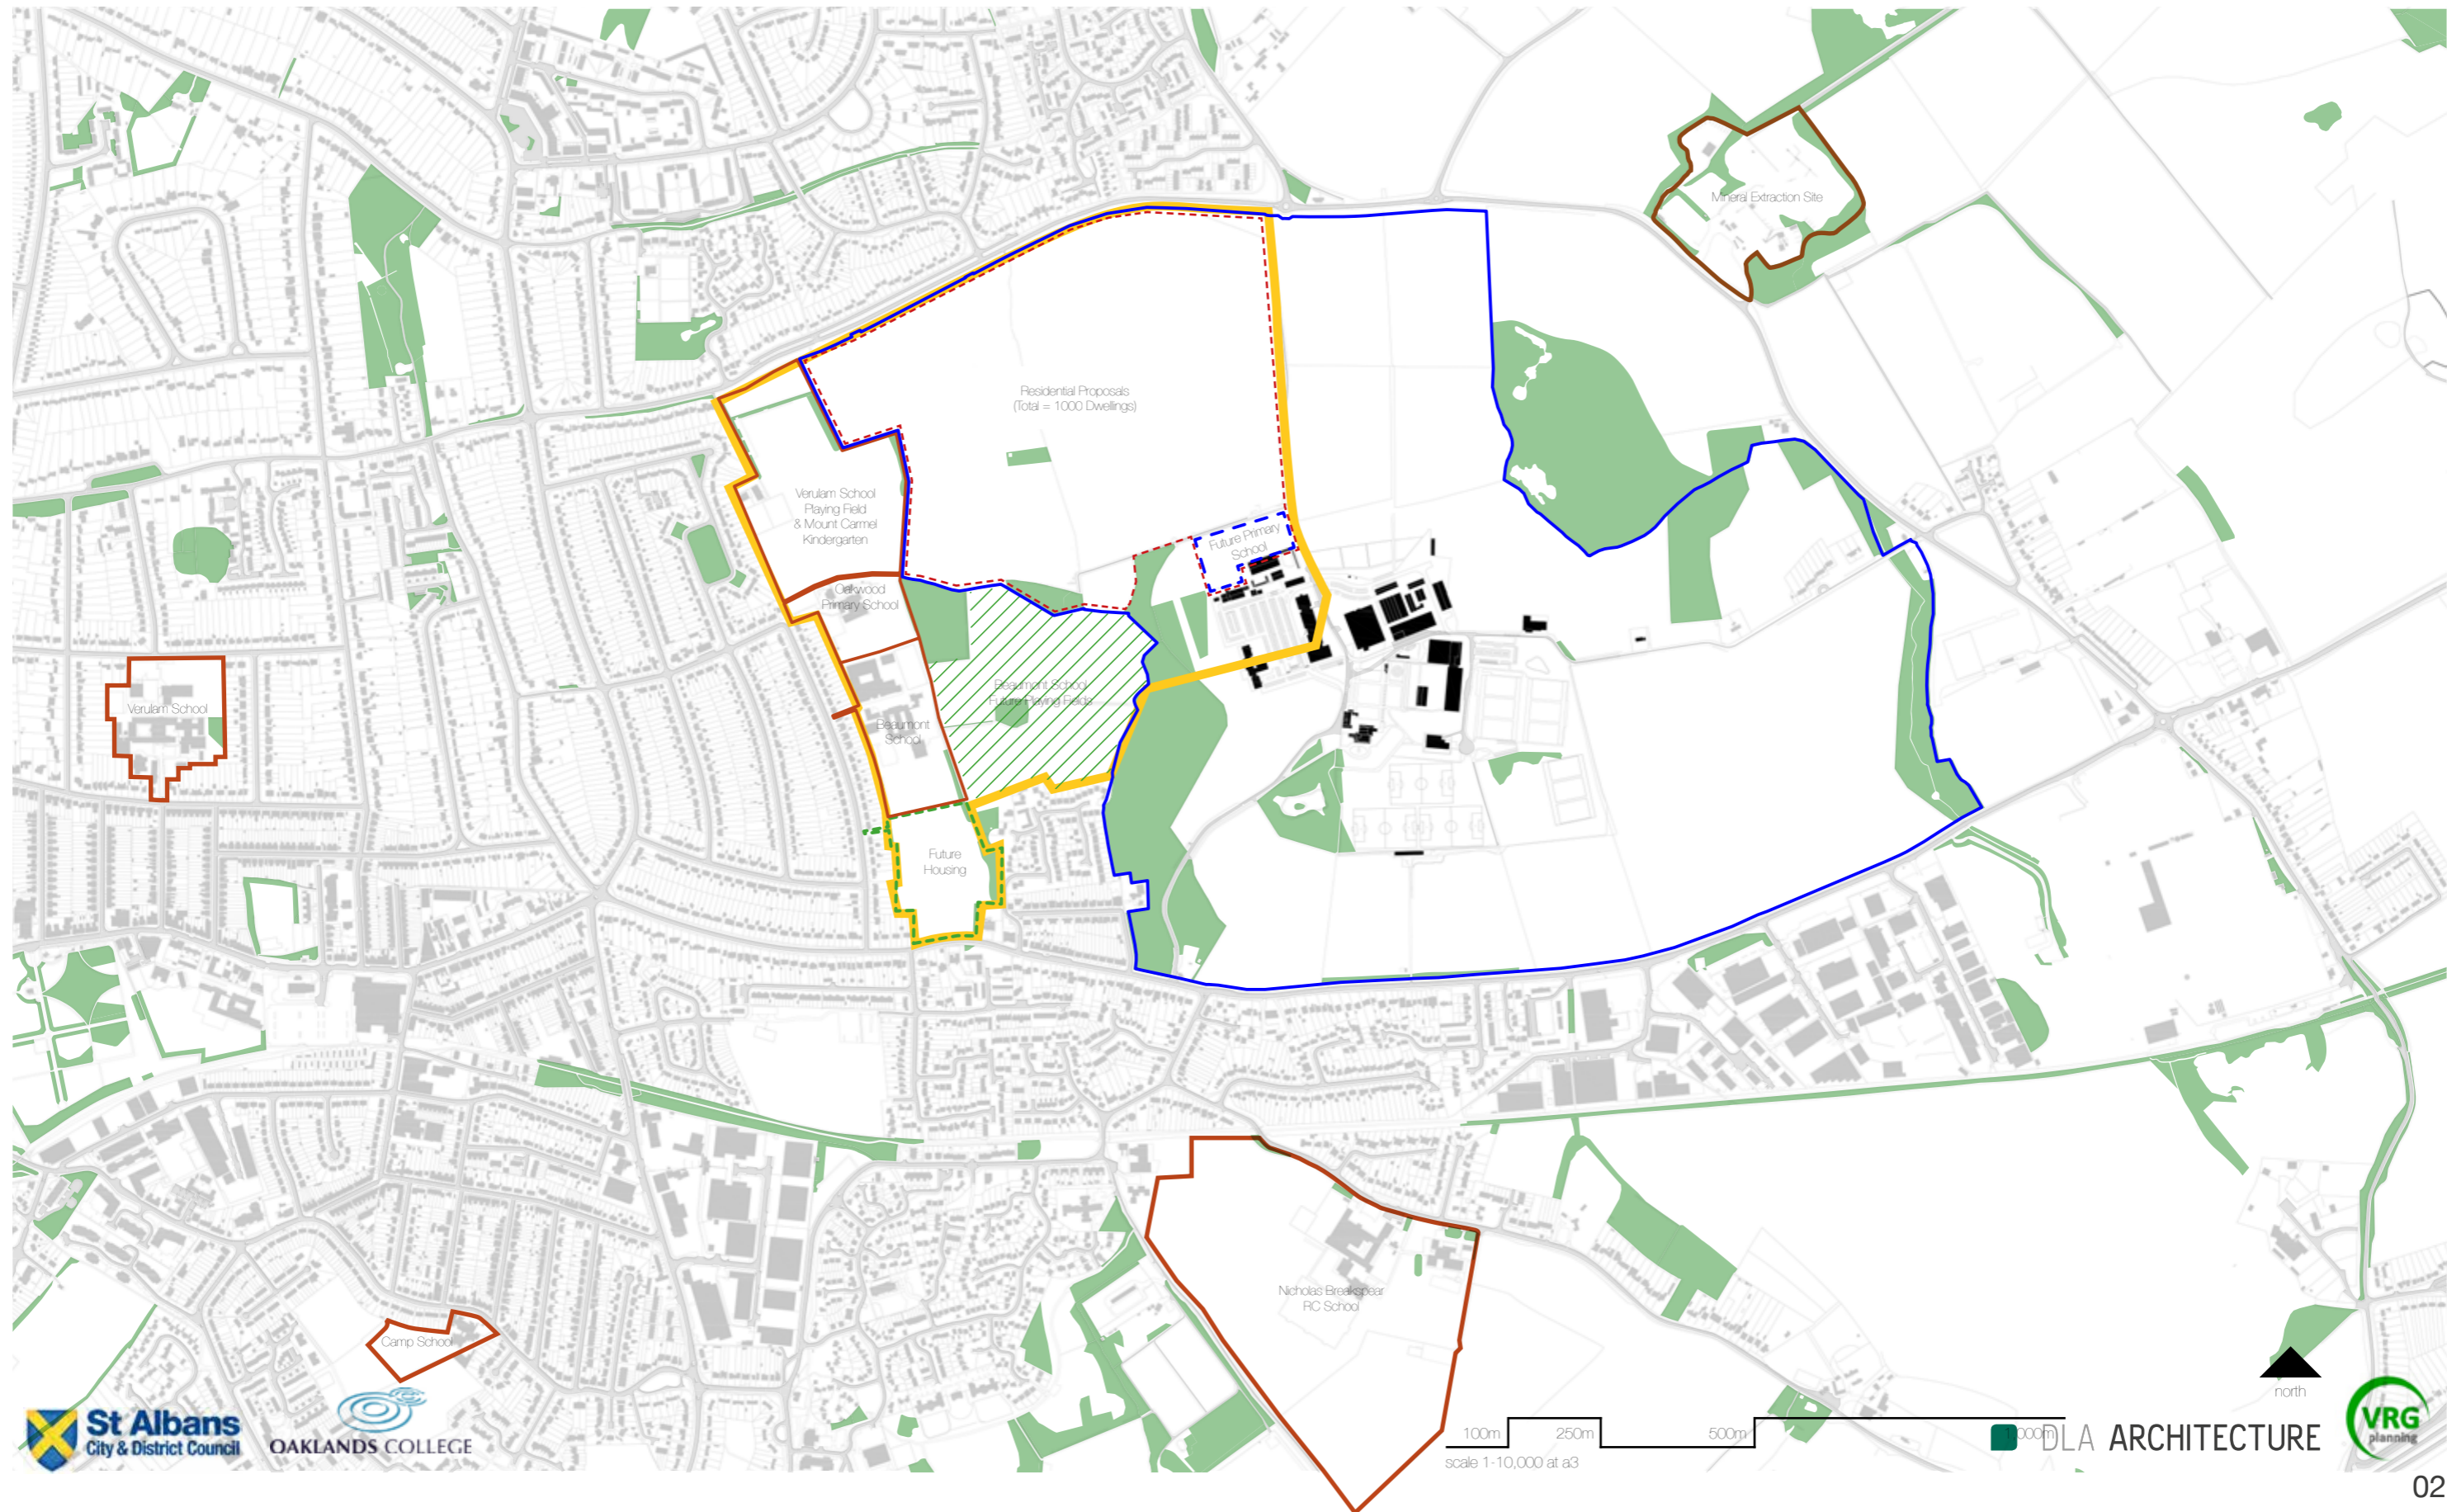 Mineral Extraction Site
Residential Proposals
(Total = 1000 Dwellings)
Verulam School
Playing Field
& Mount Carmel
Kindergarten
Future Primary
School
Oakwood
Primary School
Verulam School
Beaumont School
Future Playing Fields
Beaumont
School
Future
Housing
Nicholas Breakspear
RC School
Camp School
north
St Albans
City & District Council
OAKLANDS COLLEGE
100m
250m
500m
1000m
scale 1-10,000 at a3
DLA ARCHITECTURE
VRG
planning
02